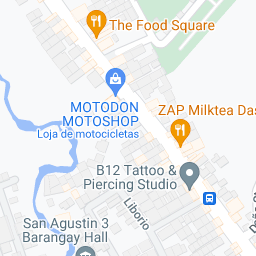 The Food Square
MOTODON
MOTOSHOP
Loja de motocicletas
ZAP Milktea Das
B12 Tattoo &
Piercing Studio
Liborio
San Agustin 3
Barangay Hall